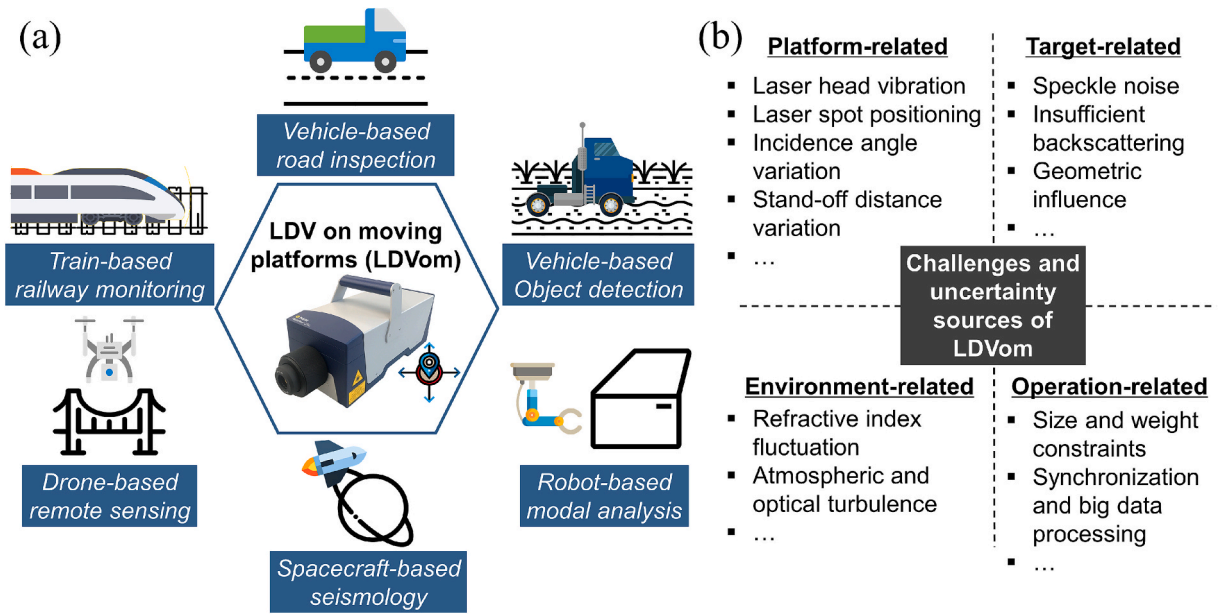 (a)
Vehicle-based
road inspection
Train-based
railway monitoring
LDV on moving
platforms (LDVom)
Vehicle-based
Object detection
Drone-based
remote sensing
Robot-based
modal analysis
Spacecraft-based
seismology
(b)
Platform-related
▪ Laser head vibration
▪ Laser spot positioning
▪ Incidence angle
variation
▪ Stand-off distance
variation
▪ …
Target-related
▪ Speckle noise
▪ Insufficient
backscattering
▪ Geometric
influence
▪ …
Challenges and
uncertainty
sources of
LDVom
Environment-related
▪ Refractive index
fluctuation
▪ Atmospheric and
optical turbulence
▪ …
Operation-related
▪ Size and weight
constraints
▪ Synchronization
and big data
processing
▪ …